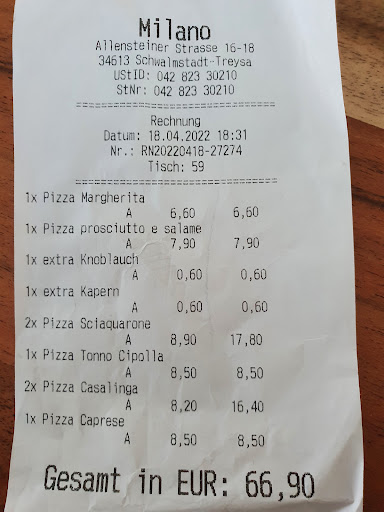 Milano
Allensteiner Strasse 16-18
34613 Schwalmstadt-Treysa
UStID: 042 823 30210
StNr: 042 823 30210
Rechnung
Datum: 18.04.2022 18:31
Nr.: RN20220418-27274
Tisch: 59
1x Pizza Margherita
A 6,60 6,60
1x Pizza prosciutto e salame
A 7,90 7,90
1x extra Knoblauch
A 0,60 0,60
1x extra Kapern
A 0,60 0,60
2x Pizza Sciaquarone
A 8,90 17,80
1x Pizza Tonno Cipolla
A 8,50 8,50
2x Pizza Casalinga
A 8,20 16,40
1x Pizza Caprese
A 8,50 8,50
Gesamt in EUR: 66,90